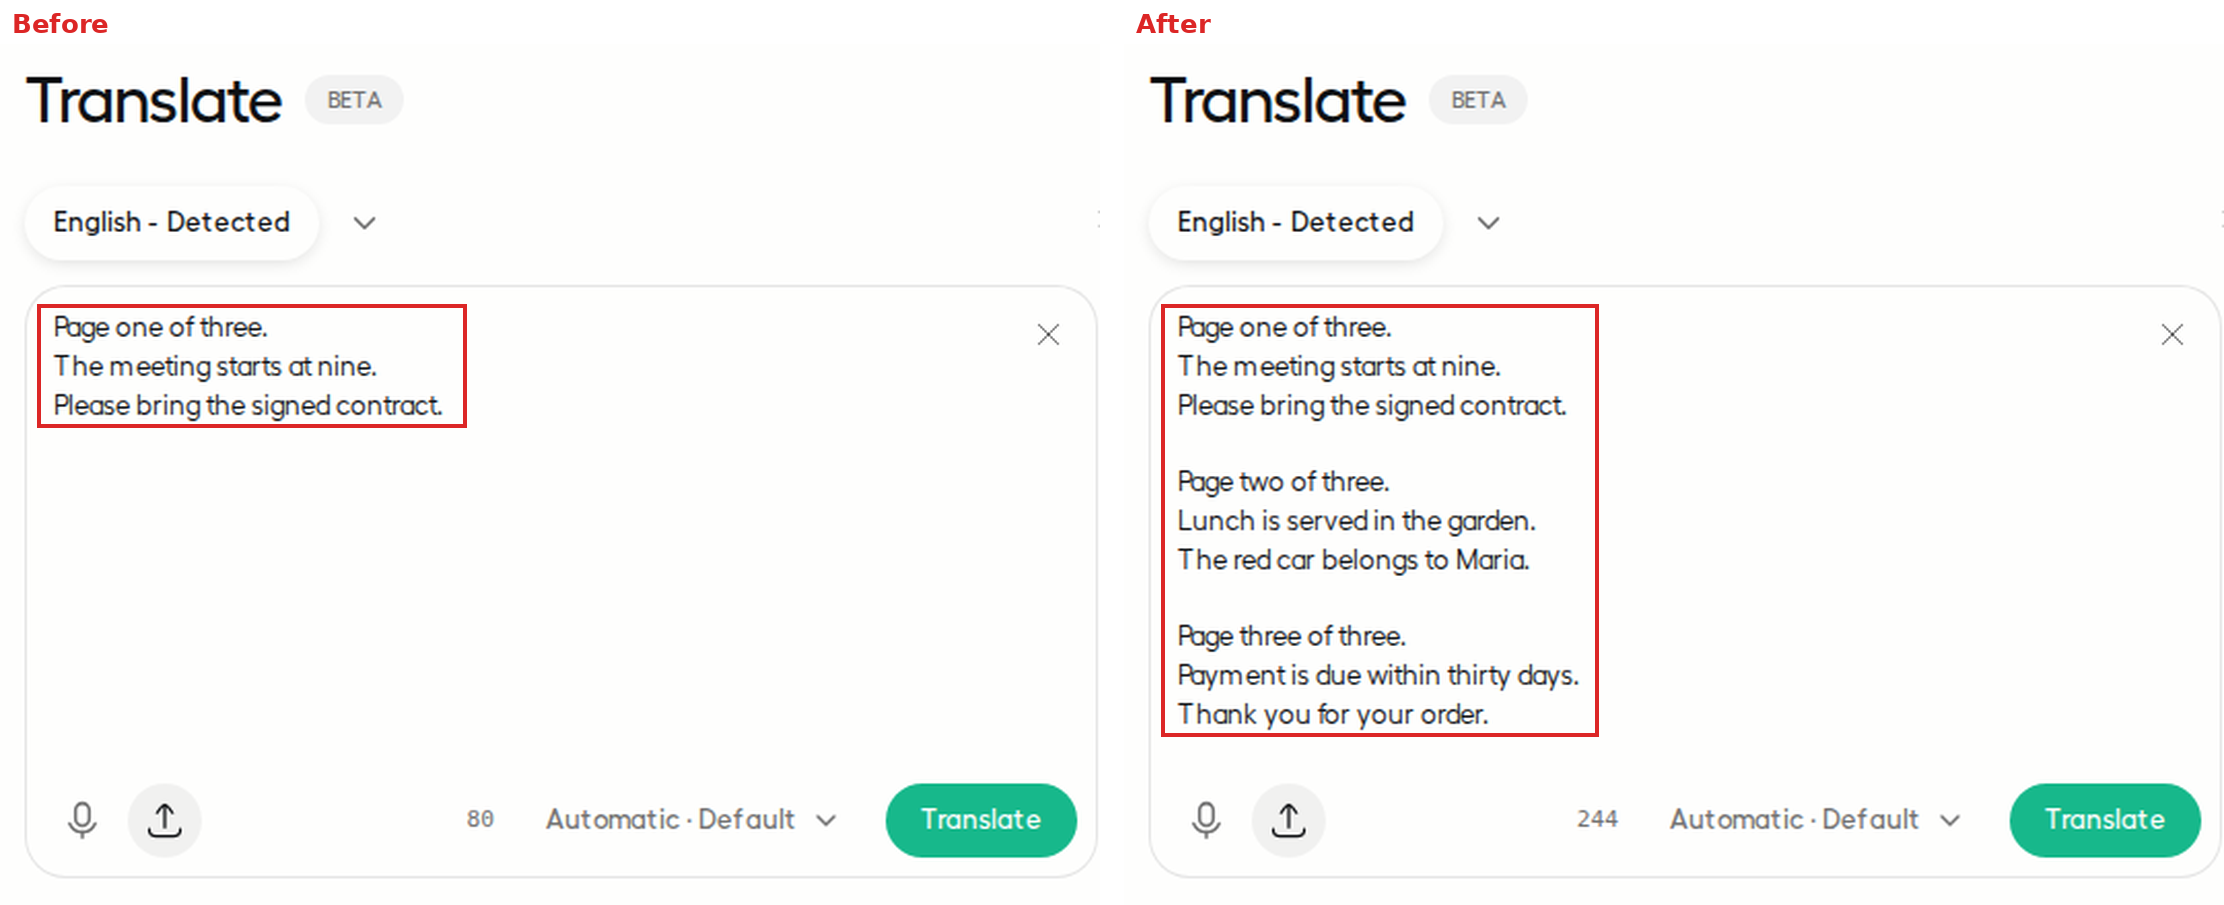 Before
Translate BETA
English - Detected
Page one of three.
The meeting starts at nine.
Please bring the signed contract.
80 Automatic · Default Translate
After
Translate BETA
English - Detected
Page one of three.
The meeting starts at nine.
Please bring the signed contract.
Page two of three.
Lunch is served in the garden.
The red car belongs to Maria.
Page three of three.
Payment is due within thirty days.
Thank you for your order.
244 Automatic · Default Translate